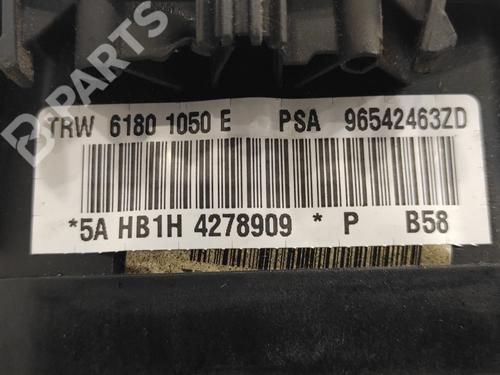 B-PARTS
TRW 6180 1050 E PSA 96542463ZD
*5A HB1H 4278909 * P B58